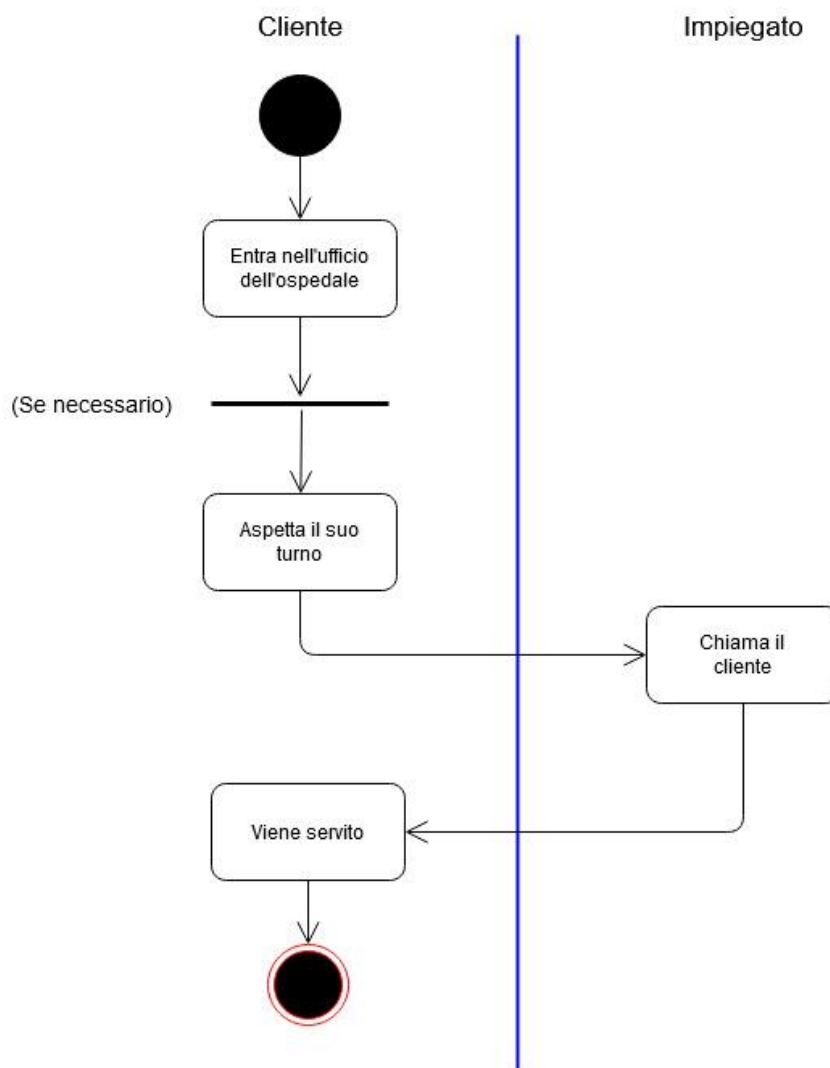 Cliente
Impiegato
Entra nell'ufficio
dell'ospedale
(Se necessario)
Aspetta il suo
turno
Chiama il
cliente
Viene servito